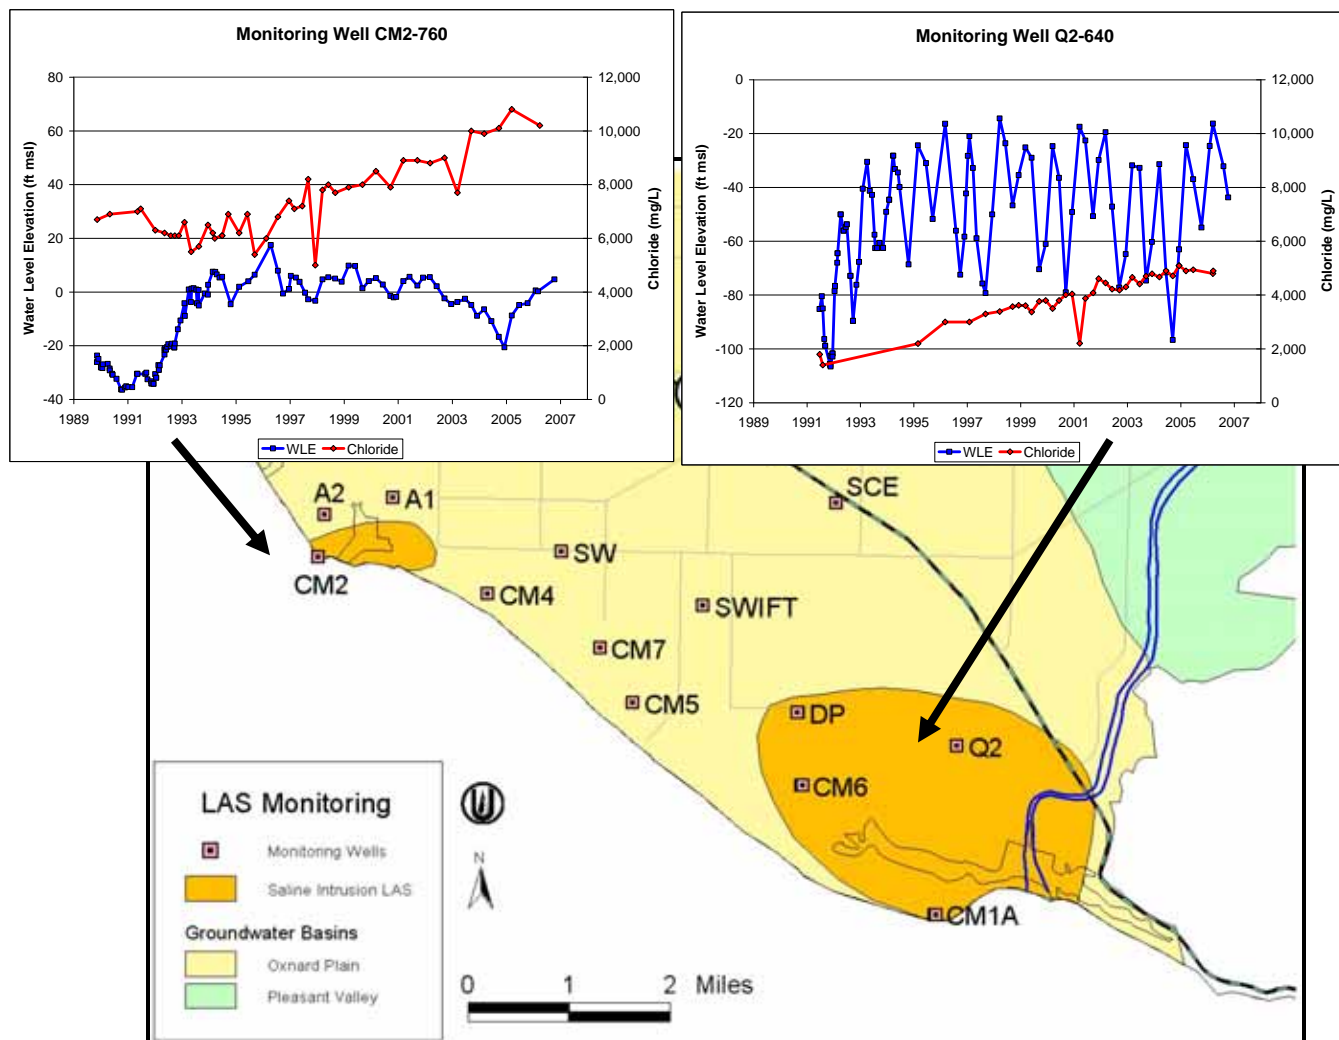 Monitoring Well CM2-760
80
60
40
20
0
-20
-40
Water Level Elevation (ft msl)
12,000
10,000
8,000
6,000
4,000
2,000
0
Chloride (mg/L)
1989 1991 1993 1995 1997 1999 2001 2003 2005 2007
WLE Chloride
Monitoring Well Q2-640
0
-20
-40
-60
-80
-100
-120
Water Level Elevation (ft msl)
12,000
10,000
8,000
6,000
4,000
2,000
0
Chloride (mg/L)
1989 1991 1993 1995 1997 1999 2001 2003 2005 2007
WLE Chloride
A2
A1
SCE
CM2
SW
CM4
SWIFT
CM7
CM5
DP
Q2
CM6
CM1A
LAS Monitoring
Monitoring Wells
Saline Intrusion LAS
Groundwater Basins
Oxnard Plain
Pleasant Valley
N
0 1 2 Miles